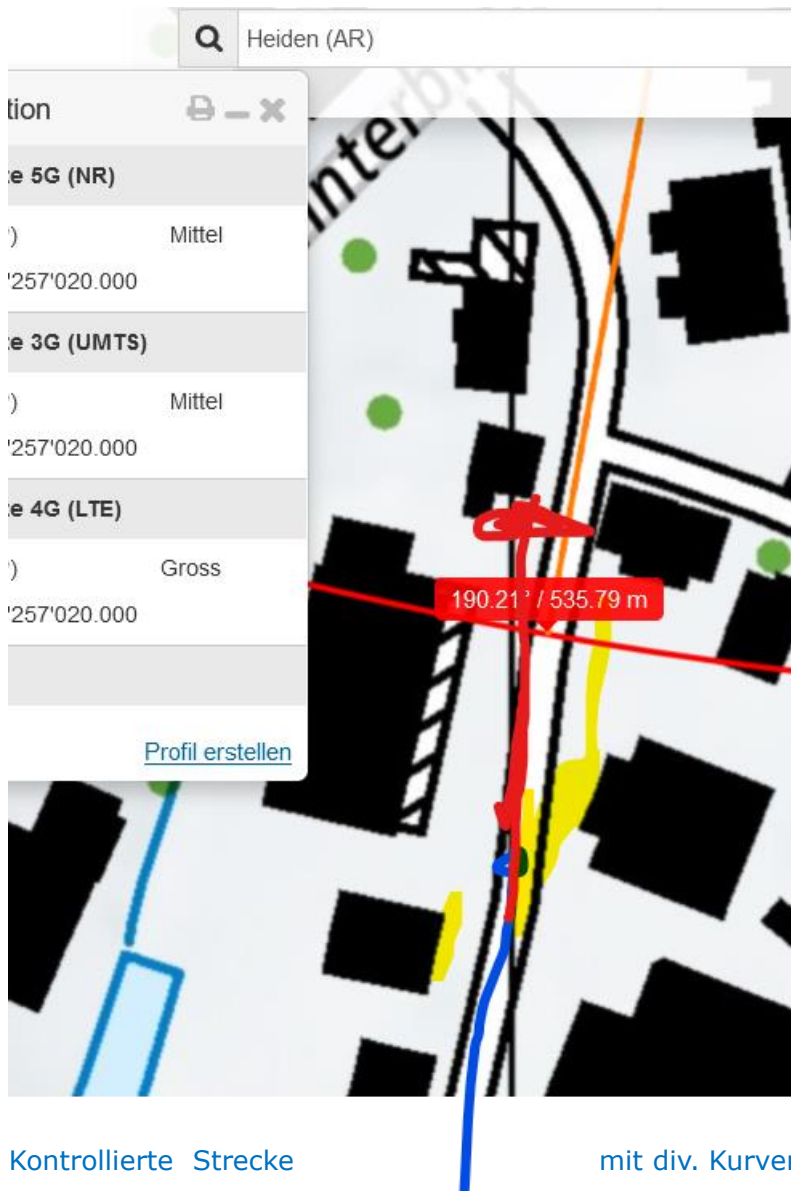 Heiden (AR)
tion
e 5G (NR)
) Mittel
'257'020.000
e 3G (UMTS)
) Mittel
'257'020.000
e 4G (LTE)
) Gross
'257'020.000
Profil erstellen
190.21° / 535.79 m
Kontrollierte Strecke mit div. Kurven